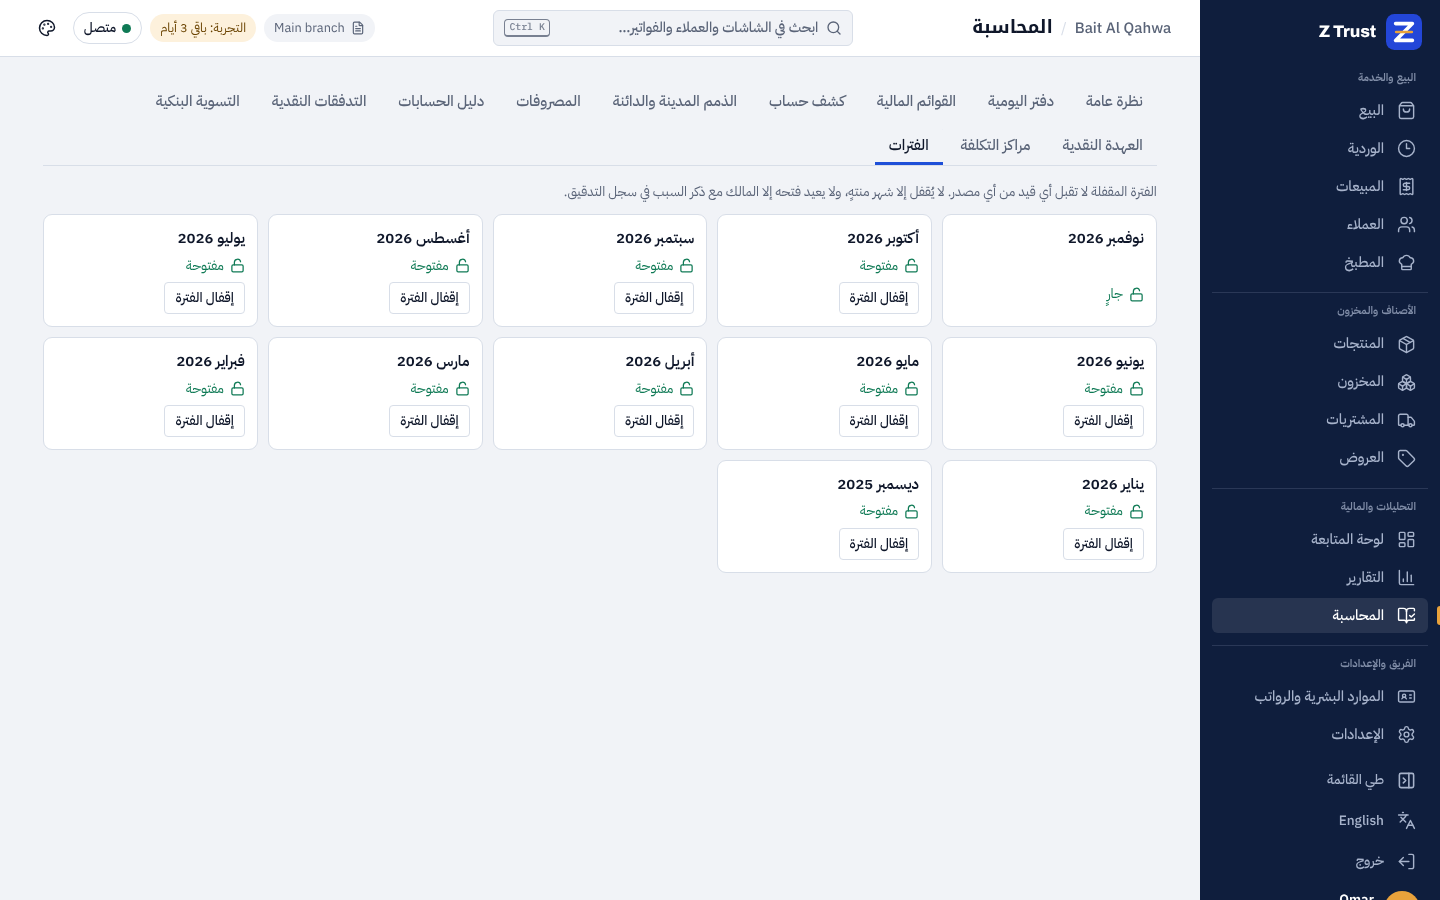 Z Trust
البيع والخدمة
البيع
الوردية
المبيعات
العملاء
المطبخ
الأصناف والمخزون
المنتجات
المخزون
المشتريات
العروض
التحليلات والمالية
لوحة المتابعة
التقارير
المحاسبة
الفريق والإعدادات
الموارد البشرية والرواتب
الإعدادات
طي القائمة
English
خروج
Omar
Bait Al Qahwa / المحاسبة
ابحث في الشاشات والعملاء والفواتير... Ctrl K
Main branch
التجربة: باقي 3 أيام
متصل
نظرة عامة دفتر اليومية القوائم المالية كشف حساب الذمم المدينة والدائنة المصروفات دليل الحسابات التدفقات النقدية التسوية البنكية
العهدة النقدية مراكز التكلفة الفترات
الفترة المقفلة لا تقبل أي قيد من أي مصدر. لا يُقفل إلا شهر منتهٍ، ولا يعيد فتحه إلا المالك مع ذكر السبب في سجل التدقيق.
نوفمبر 2026
جارٍ
أكتوبر 2026
مفتوحة
إقفال الفترة
سبتمبر 2026
مفتوحة
إقفال الفترة
أغسطس 2026
مفتوحة
إقفال الفترة
يوليو 2026
مفتوحة
إقفال الفترة
يونيو 2026
مفتوحة
إقفال الفترة
مايو 2026
مفتوحة
إقفال الفترة
أبريل 2026
مفتوحة
إقفال الفترة
مارس 2026
مفتوحة
إقفال الفترة
فبراير 2026
مفتوحة
إقفال الفترة
يناير 2026
مفتوحة
إقفال الفترة
ديسمبر 2025
مفتوحة
إقفال الفترة